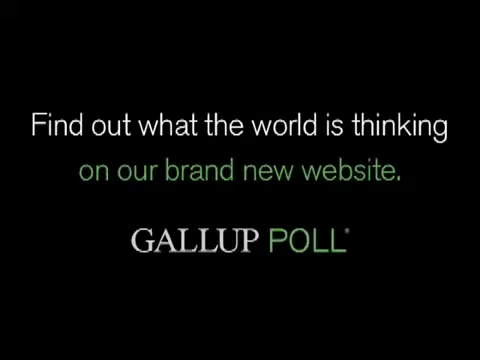 Find out what the world is thinking
on our brand new website.
GALLUP POLL®